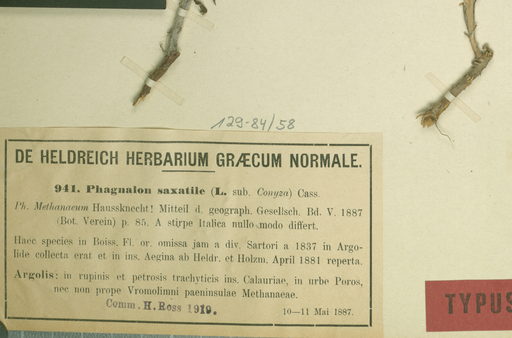 129-84/58
DE HELDREICH HERBARIUM GRÆCUM NORMALE.
941. Phagnalon saxatile (L. sub. Conyza) Cass.
Ph. Methanaeum Haussknecht! Mitteil d. geograph. Gesellsch. Bd. V. 1887
(Bot. Verein) p. 85. A stirpe Italica nullo modo differt.
Haec species in Boiss. Fl. or. omissa jam a div. Sartori a 1837 in Argo-
lide collecta erat et in ins. Aegina ab Heldr. et Holzm. April 1881 reperta.
Argolis: in rupinis et petrosis trachyticis ins. Calauriae, in urbe Poros,
nec non prope Vromolimni paeninsulae Methanaeae.
Comm. H. Ross 1919.
10—11 Mai 1887.
TYPUS